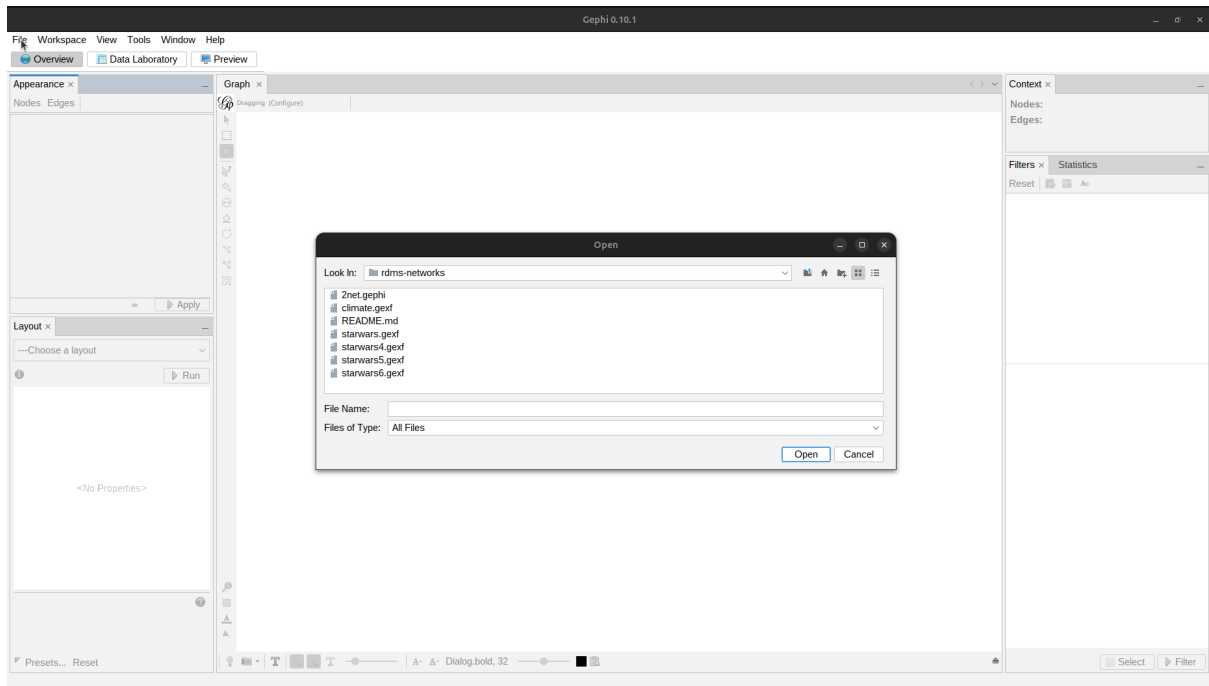 Gephi 0.10.1
File Workspace View Tools Window Help
Overview Data Laboratory Preview
Appearance
Nodes Edges
Apply
Layout
---Choose a layout
Run
<No Properties>
Presets... Reset
Graph
Dragging (Configure)
Open
Look In: rdms-networks
2net.gephi
climate.gexf
README.md
starwars.gexf
starwars4.gexf
starwars5.gexf
starwars6.gexf
File Name:
Files of Type: All Files
Open Cancel
T T A- A- Dialog.bold, 32
Context
Nodes:
Edges:
Filters Statistics
Reset
Select Filter